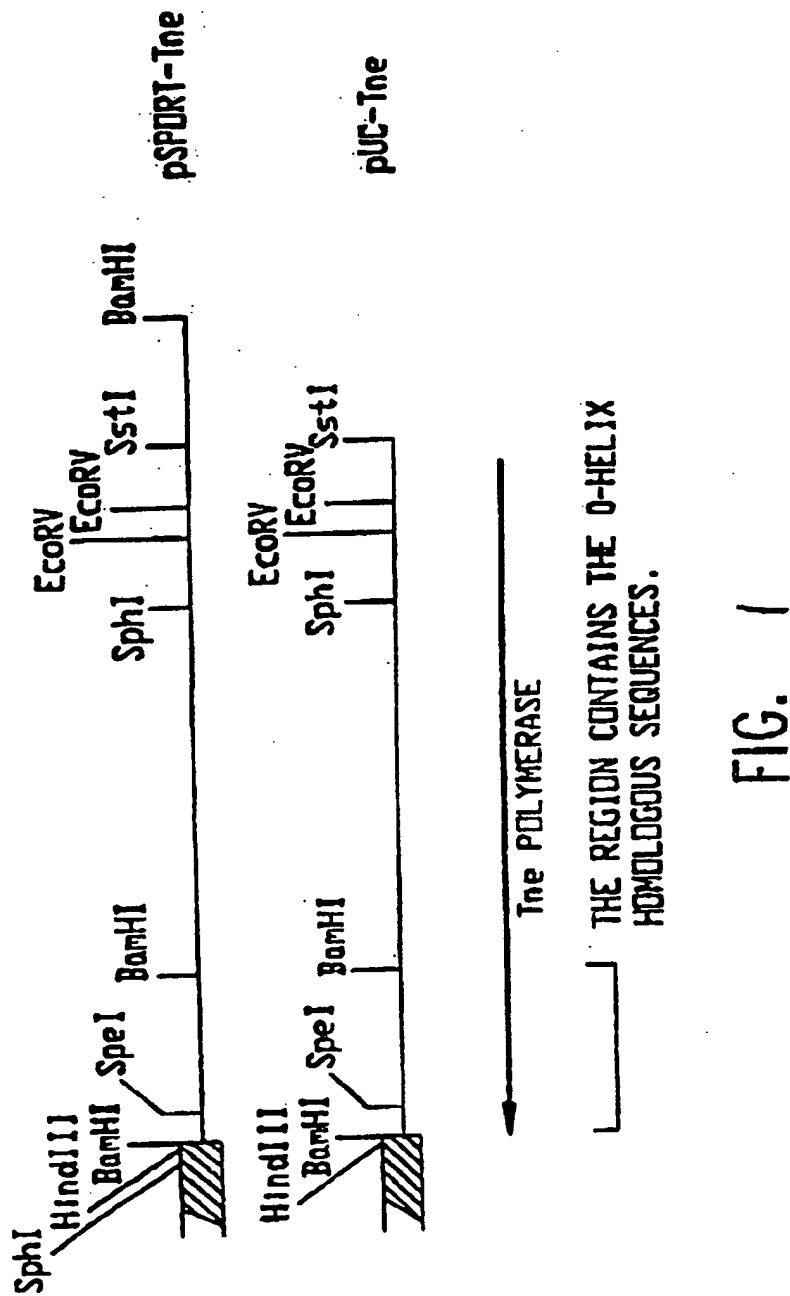 SphI
HindIII
BamHI
SpeI
BamHI
SphI
EcoRV
EcoRV
SstI
BamHI
pSPORT-Tne
HindIII
BamHI
SpeI
BamHI
SphI
EcoRV
EcoRV
SstI
pUC-Tne
Tne POLYMERASE
THE REGION CONTAINS THE O-HELIX
HOMOLOGOUS SEQUENCES.
FIG. 1